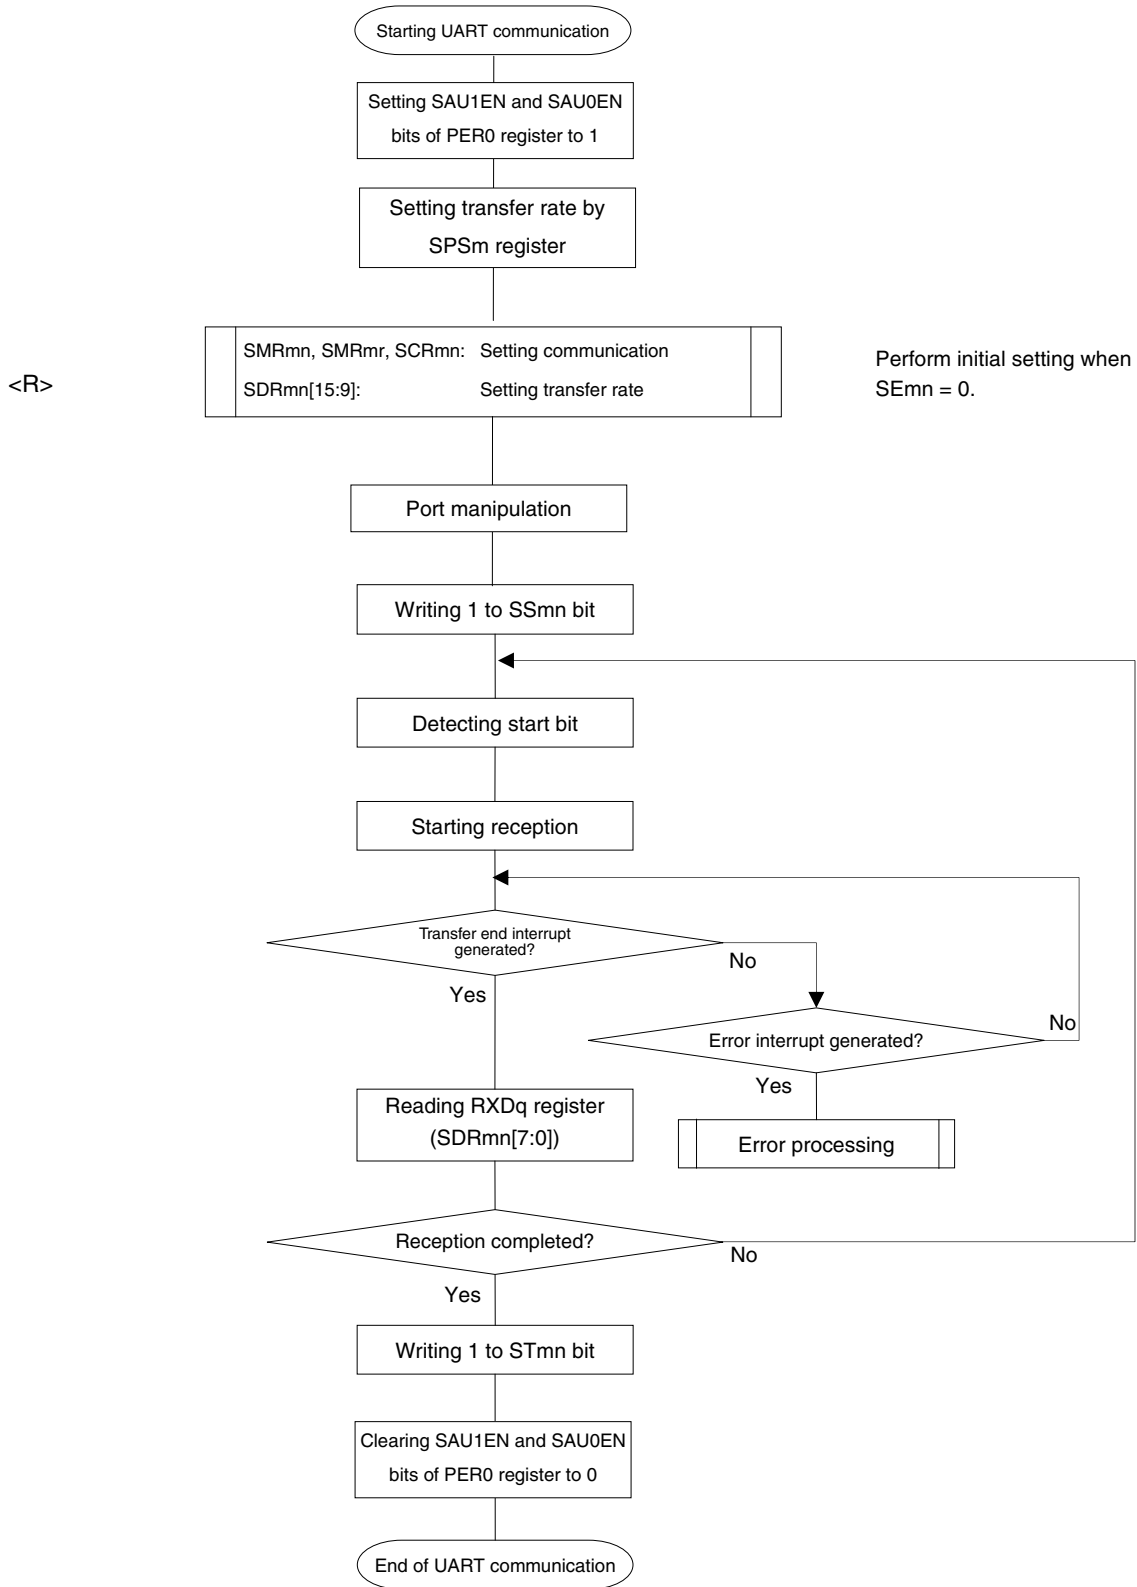 Starting UART communication
Setting SAU1EN and SAU0EN
bits of PER0 register to 1
Setting transfer rate by
SPSm register
SMRmn, SMRmr, SCRmn: Setting communication
SDRmn[15:9]: Setting transfer rate
<R>
Perform initial setting when
SEmn = 0.
Port manipulation
Writing 1 to SSmn bit
Detecting start bit
Starting reception
Transfer end interrupt
generated?
No
Yes
Error interrupt generated?
No
Yes
Reading RXDq register
(SDRmn[7:0])
Error processing
Reception completed?
No
Yes
Writing 1 to STmn bit
Clearing SAU1EN and SAU0EN
bits of PER0 register to 0
End of UART communication